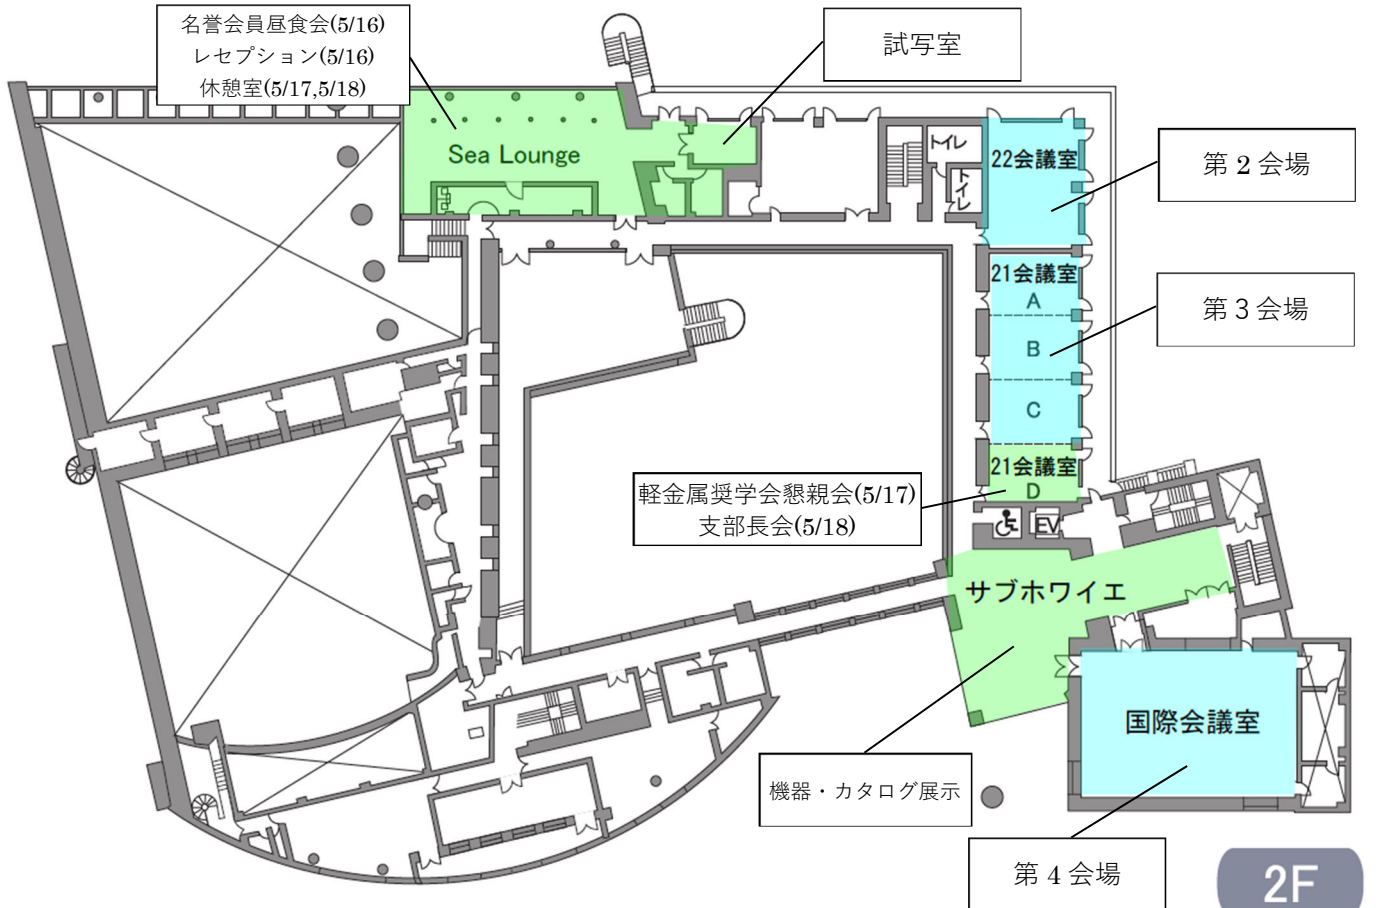 名誉会員昼食会(5/16)
レセプション(5/16)
休憩室(5/17,5/18)
試写室
Sea Lounge
トイレ
トイレ
22会議室
第２会場
21会議室
A
B
C
第３会場
21会議室
D
軽金属奨学会懇親会(5/17)
支部長会(5/18)
EV
サブホワイエ
国際会議室
機器・カタログ展示
第４会場
2F